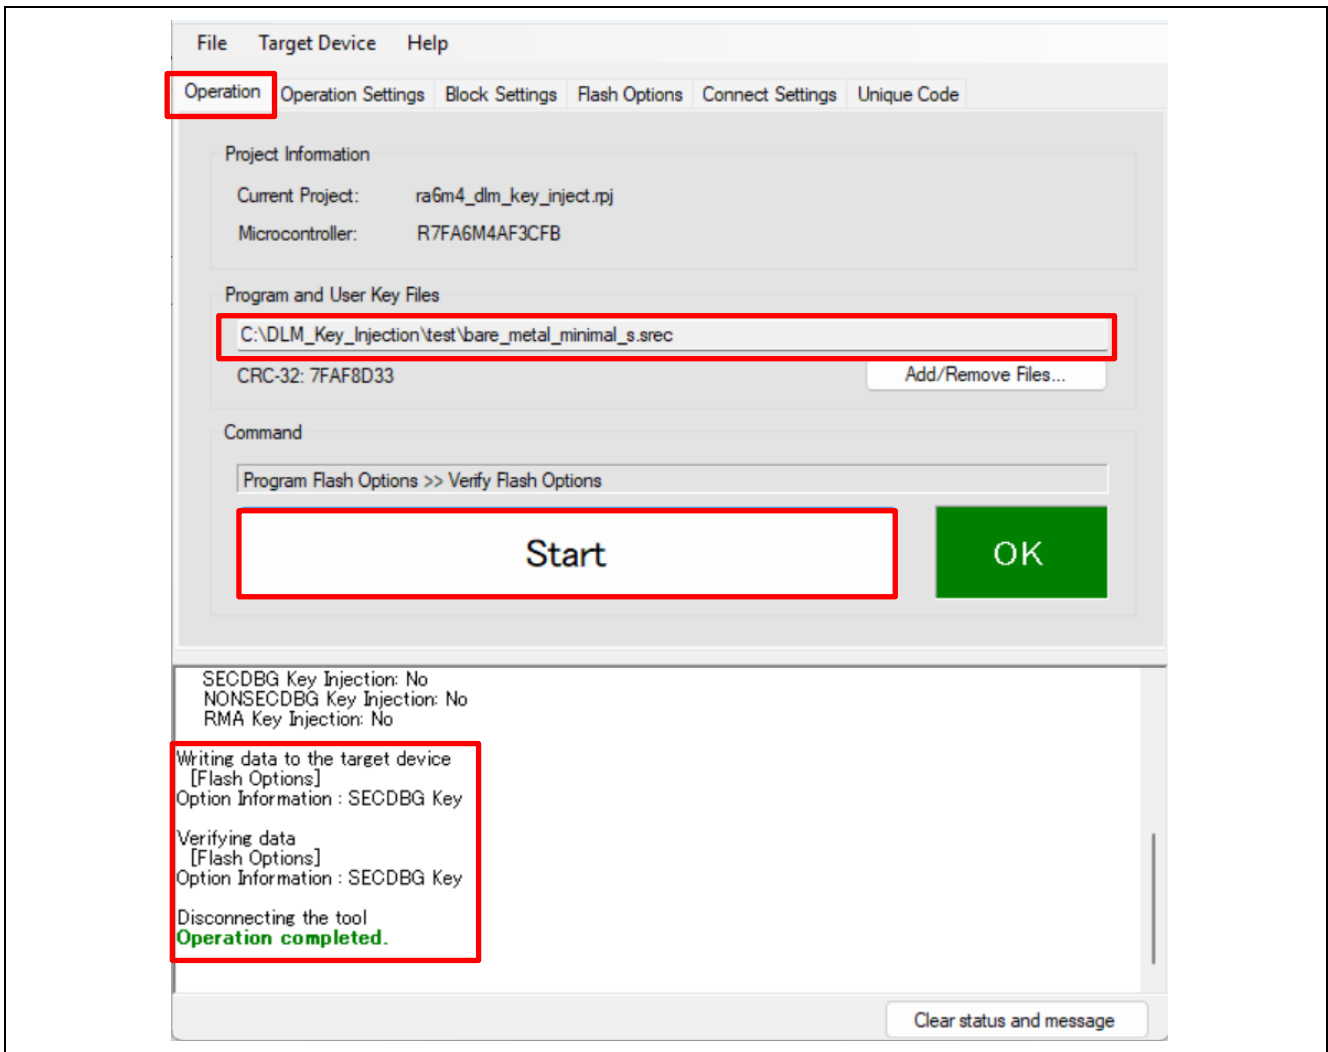 File Target Device Help
Operation Operation Settings Block Settings Flash Options Connect Settings Unique Code
Project Information
Current Project: ra6m4_dlm_key_inject.rpj
Microcontroller: R7FA6M4AF3CFB
Program and User Key Files
C:\DLM_Key_Injection\test\bare_metal_minimal_s.srec
CRC-32: 7FAF8D33 Add/Remove Files...
Command
Program Flash Options >> Verify Flash Options
Start OK
SECDBG Key Injection: No
NONSECDBG Key Injection: No
RMA Key Injection: No
Writing data to the target device
[Flash Options]
Option Information : SECDBG Key
Verifying data
[Flash Options]
Option Information : SECDBG Key
Disconnecting the tool
Operation completed.
Clear status and message